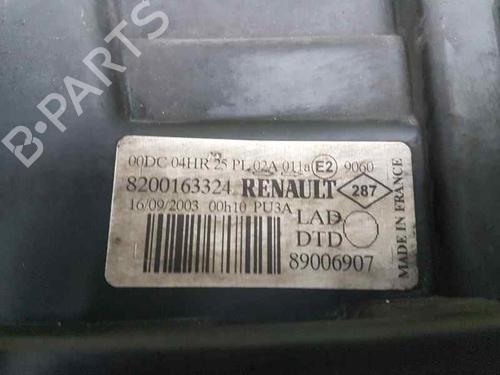 00DC 04HR 25 PL 02A 011a E2 9060
8200163324 RENAULT 287
16/09/2003 00h10 PU3A LAD
DTD
89006907
MADE IN FRANCE
B-PARTS